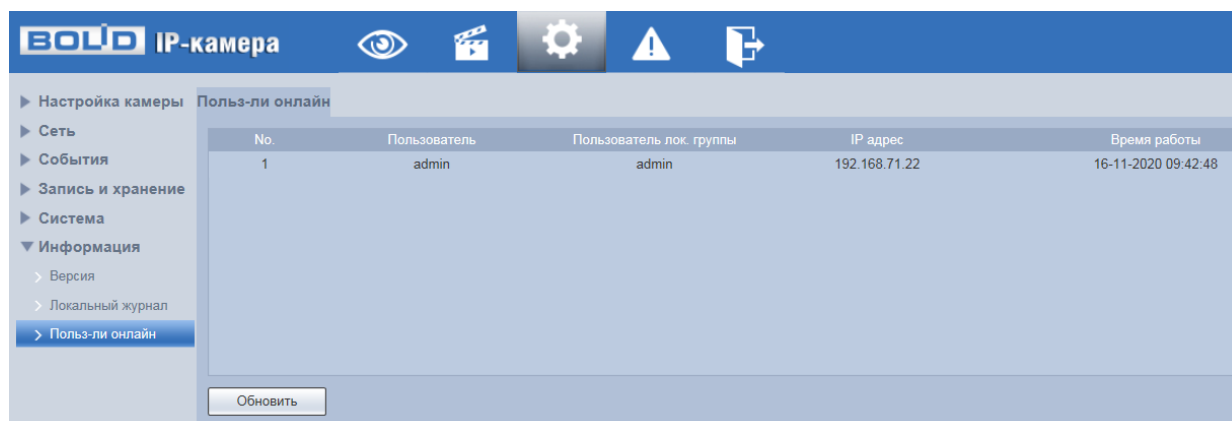 BOLID IP-камера
Настройка камеры
Сеть
События
Запись и хранение
Система
Информация
Версия
Локальный журнал
Польз-ли онлайн
Польз-ли онлайн
No. Пользователь Пользователь лок. группы IP адрес Время работы
1 admin admin 192.168.71.22 16-11-2020 09:42:48
Обновить